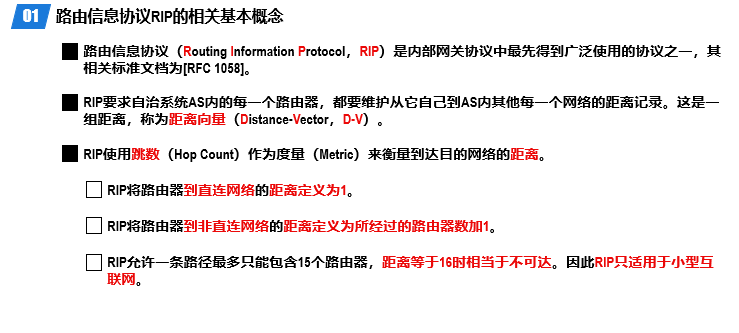 01 路由信息协议RIP的相关基本概念
路由信息协议（Routing Information Protocol，RIP）是内部网关协议中最先得到广泛使用的协议之一，其
相关标准文档为[RFC 1058]。
RIP要求自治系统AS内的每一个路由器，都要维护从它自己到AS内其他每一个网络的距离记录。这是一
组距离，称为距离向量（Distance-Vector，D-V）。
RIP使用跳数（Hop Count）作为度量（Metric）来衡量到达目的网络的距离。
RIP将路由器到直连网络的距离定义为1。
RIP将路由器到非直连网络的距离定义为所经过的路由器数加1。
RIP允许一条路径最多只能包含15个路由器，距离等于16时相当于不可达。因此RIP只适用于小型互
联网。